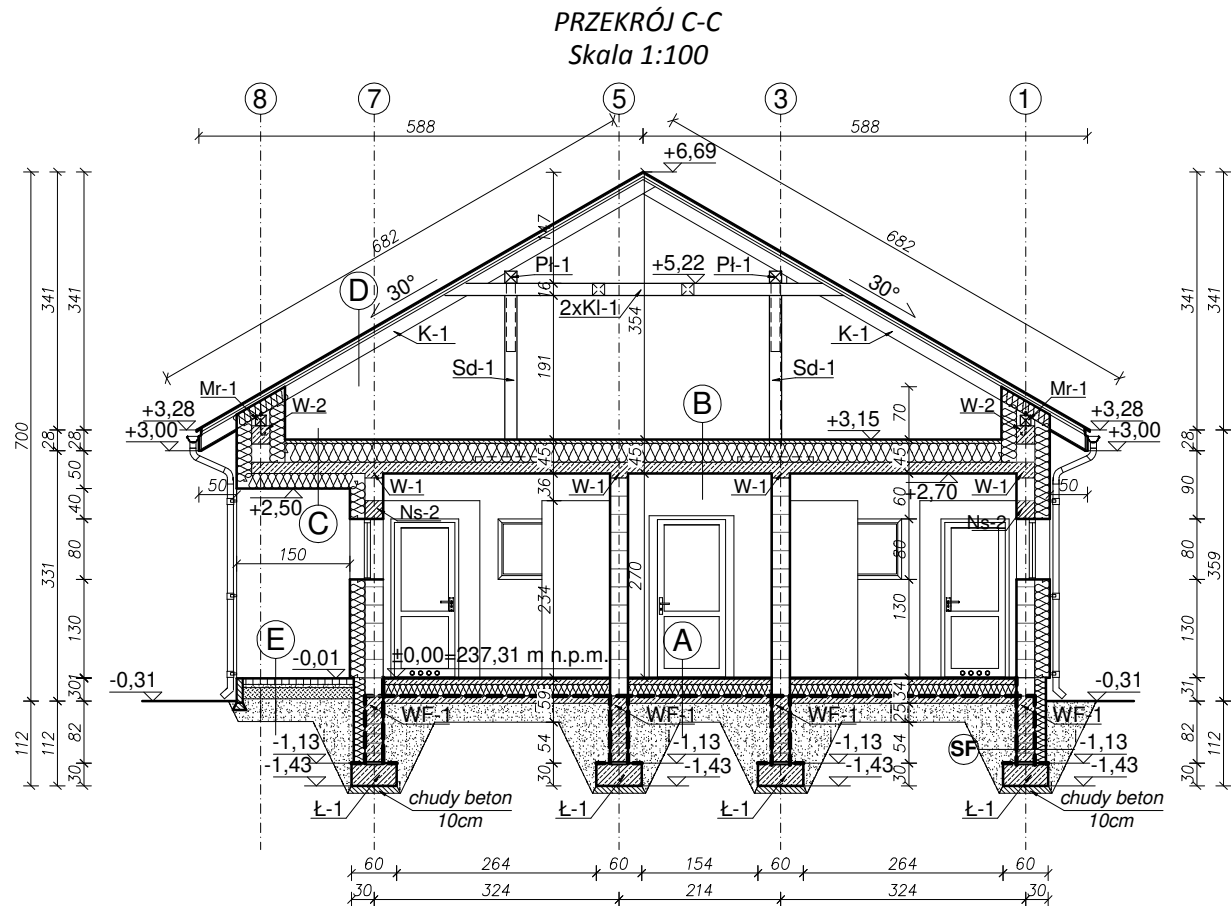 PRZEKRÓJ C-C
Skala 1:100
8 7 5 3 1
588 588
+6,69
682 682
147
Pł-1 +5,22 Pł-1
D 30° 16 30°
2xKl-1
354
341 341 341 341
K-1 K-1
191
Sd-1 Sd-1
Mr-1 Mr-1
B
W-2 W-2
70
+3,28 +3,15 +3,28
+3,00 +3,00
700
28 28 28
45 45 45
50 W-1 W-1 W-1 W-1 50
50 36 60 90
+2,50 +2,70
C Ns-2 Ns-2
40
150
80 80 80
331 359
270
234
130 130 130
E A
-0,01 ±0,00=237,31 m n.p.m.
-0,31 -0,31
301 59 34 31
25
WF-1 WF-1 WF-1 WF-1
112 112 82 54 54 82 112
-1,13 -1,13 -1,13 SF -1,13
-1,43 -1,43 -1,43 -1,43
30 30 30 30
Ł-1 chudy beton Ł-1 Ł-1 Ł-1 chudy beton
10cm 10cm
60 264 60 154 60 264 60
30 324 214 324 30